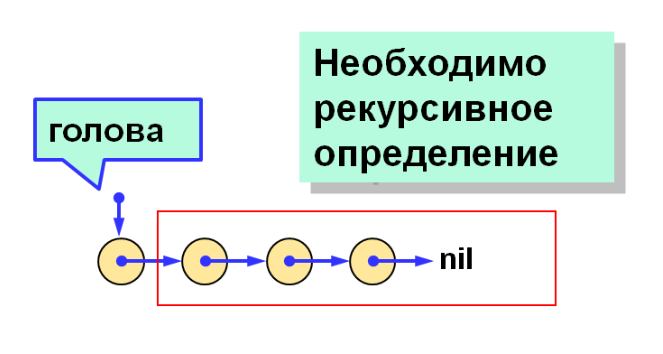 Необходимо
рекурсивное
определение
голова
nil